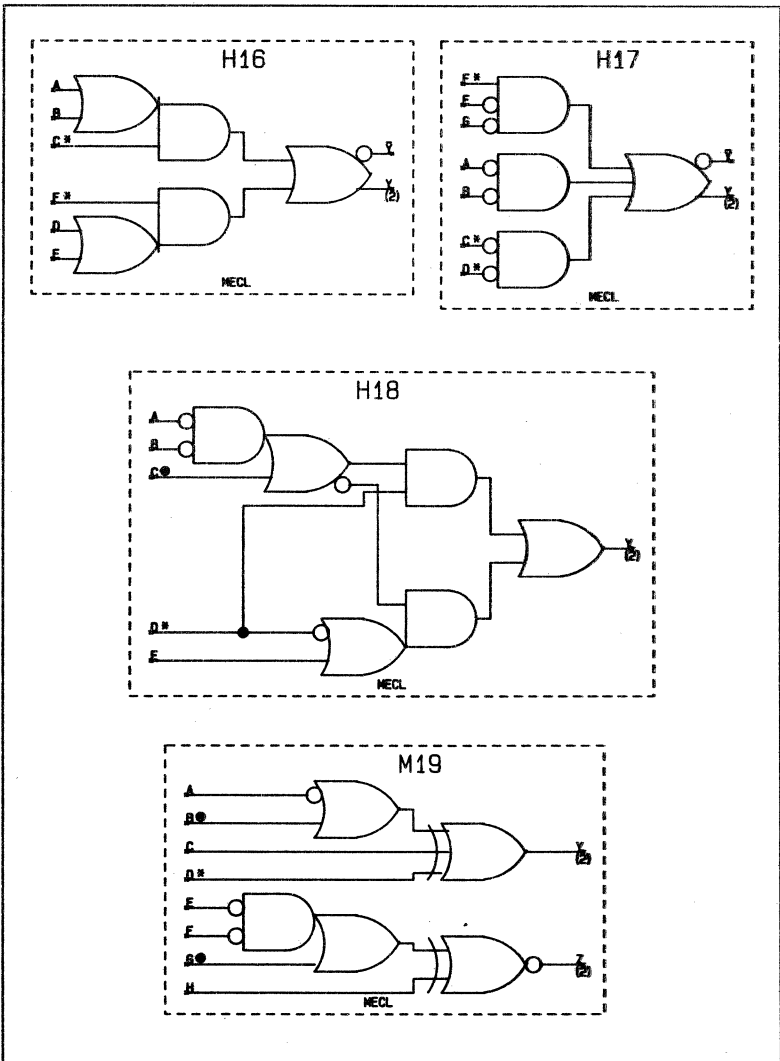 H16
A
B
C*
F*
D
E
Y
Y
(2)
MECL
H17
E*
F
G
A
B
C*
D*
Y
Y
(2)
MECL
H18
A
B
C●
D*
E
Y
(2)
MECL
M19
A
B●
C
D*
E
F
G●
H
Y
(2)
Z
(2)
MECL